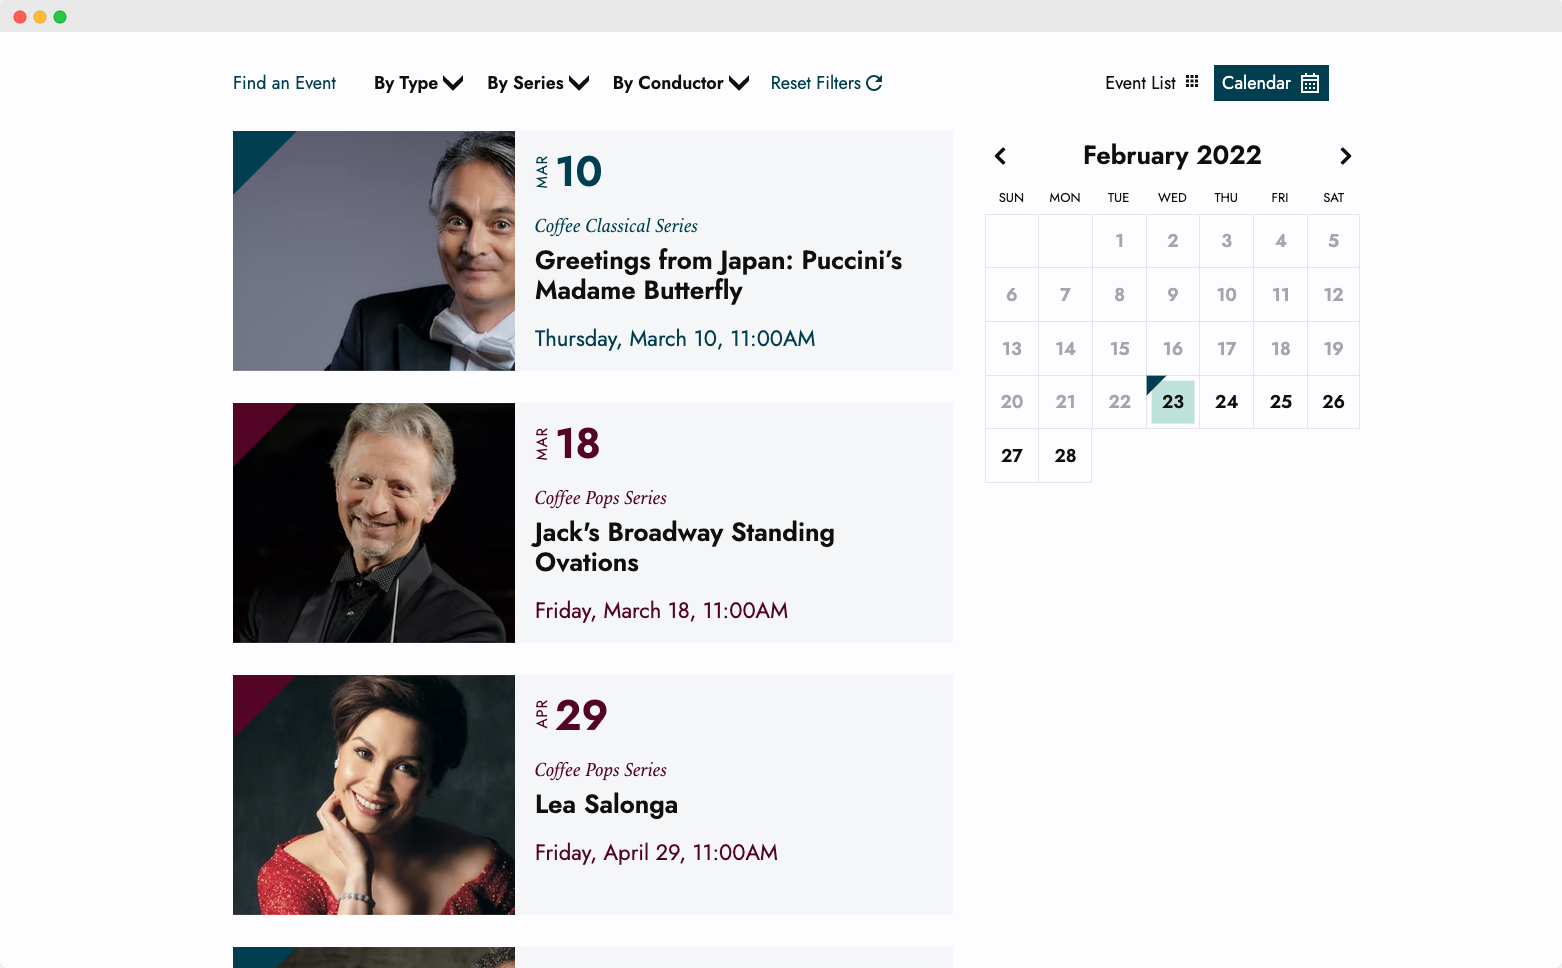 Find an Event By Type By Series By Conductor Reset Filters Event List Calendar
MAR 10
Coffee Classical Series
Greetings from Japan: Puccini’s
Madame Butterfly
Thursday, March 10, 11:00AM
MAR 18
Coffee Pops Series
Jack's Broadway Standing
Ovations
Friday, March 18, 11:00AM
APR 29
Coffee Pops Series
Lea Salonga
Friday, April 29, 11:00AM
February 2022
SUN MON TUE WED THU FRI SAT
1 2 3 4 5
6 7 8 9 10 11 12
13 14 15 16 17 18 19
20 21 22 23 24 25 26
27 28